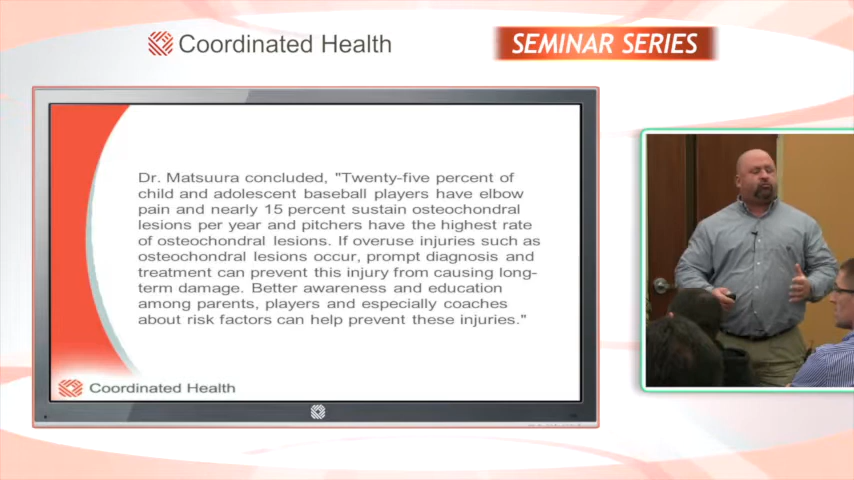 Coordinated Health
SEMINAR SERIES
Dr. Matsuura concluded, "Twenty-five percent of
child and adolescent baseball players have elbow
pain and nearly 15 percent sustain osteochondral
lesions per year and pitchers have the highest rate
of osteochondral lesions. If overuse injuries such as
osteochondral lesions occur, prompt diagnosis and
treatment can prevent this injury from causing long-
term damage. Better awareness and education
among parents, players and especially coaches
about risk factors can help prevent these injuries."
Coordinated Health